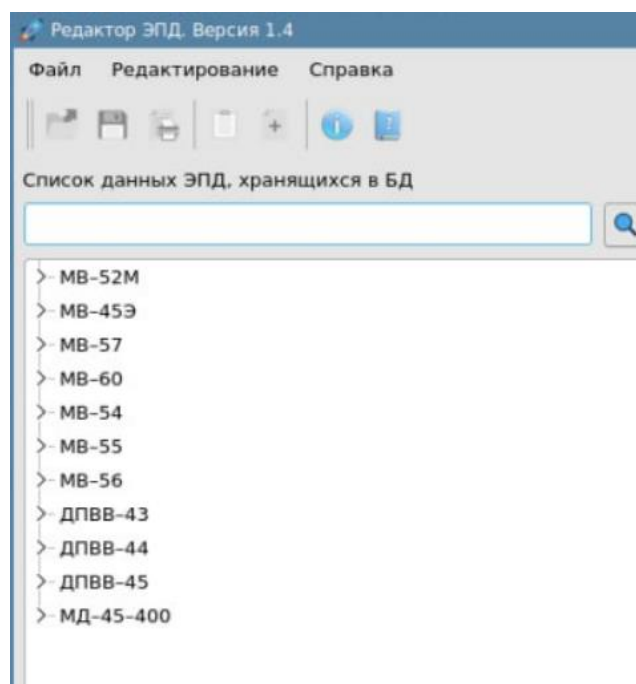 Редактор ЭПД. Версия 1.4
Файл Редактирование Справка
Список данных ЭПД, хранящихся в БД
МВ-52М
МВ-45Э
МВ-57
МВ-60
МВ-54
МВ-55
МВ-56
ДПВВ-43
ДПВВ-44
ДПВВ-45
МД-45-400